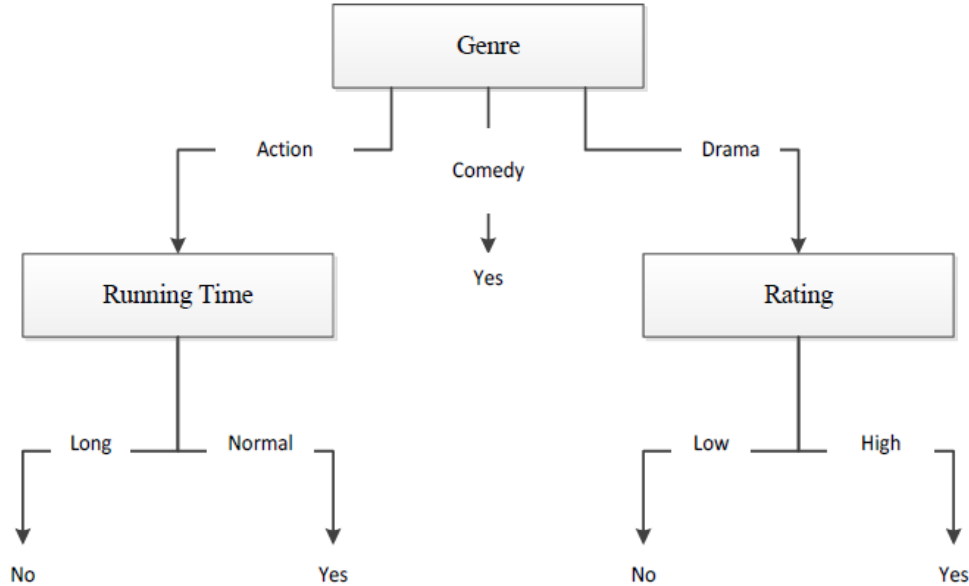 Genre
Action
Comedy
Drama
Yes
Running Time
Rating
Long
Normal
Low
High
No
Yes
No
Yes